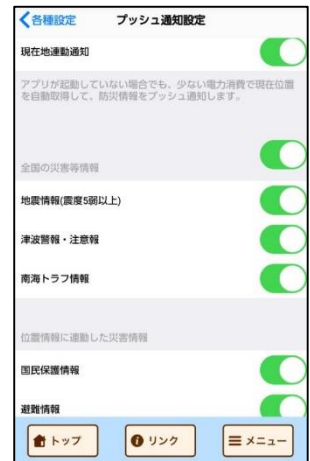 各種設定 プッシュ通知設定
現在地連動通知
アプリが起動していない場合でも、少ない電力消費で現在位置
を自動取得して、防災情報をプッシュ通知します。
全国の災害等情報
地震情報(震度5弱以上)
津波警報・注意報
南海トラフ情報
位置情報に連動した災害情報
国民保護情報
避難情報
トップ リンク メニュー